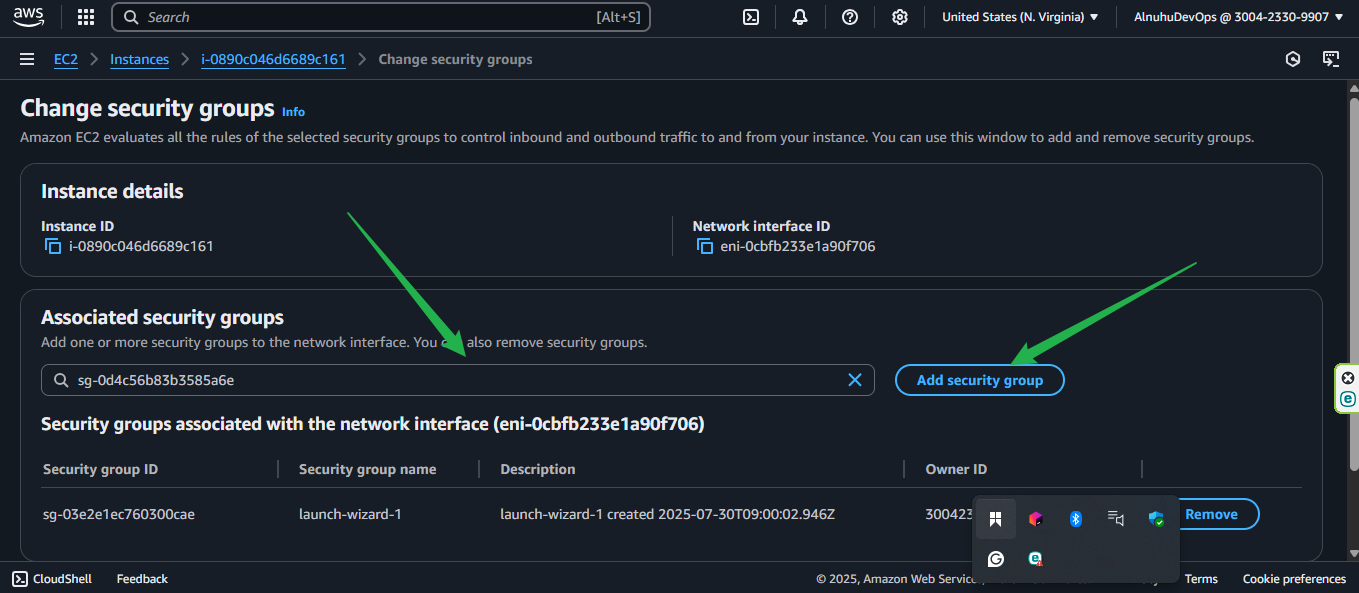 aws
Search [Alt+S]
United States (N. Virginia)
AlnuhuDevOps @ 3004-2330-9907
EC2 > Instances > i-0890c046d6689c161 > Change security groups
Change security groups Info
Amazon EC2 evaluates all the rules of the selected security groups to control inbound and outbound traffic to and from your instance. You can use this window to add and remove security groups.
Instance details
Instance ID
i-0890c046d6689c161
Network interface ID
eni-0cbfb233e1a90f706
Associated security groups
Add one or more security groups to the network interface. You also remove security groups.
sg-0d4c56b83b3585a6e
Add security group
Security groups associated with the network interface (eni-0cbfb233e1a90f706)
Security group ID Security group name Description Owner ID
sg-03e2e1ec760300cae launch-wizard-1 launch-wizard-1 created 2025-07-30T09:00:02.946Z 300423 Remove
CloudShell Feedback © 2025, Amazon Web Servic Terms Cookie preferences